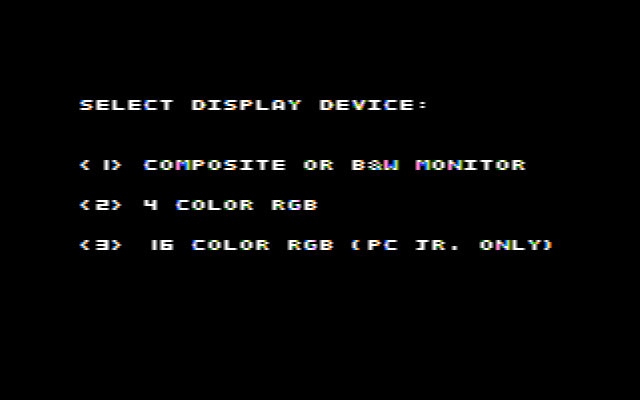 SELECT DISPLAY DEVICE:
<1> COMPOSITE OR B&W MONITOR
<2> 4 COLOR RGB
<3> 16 COLOR RGB (PC JR. ONLY)